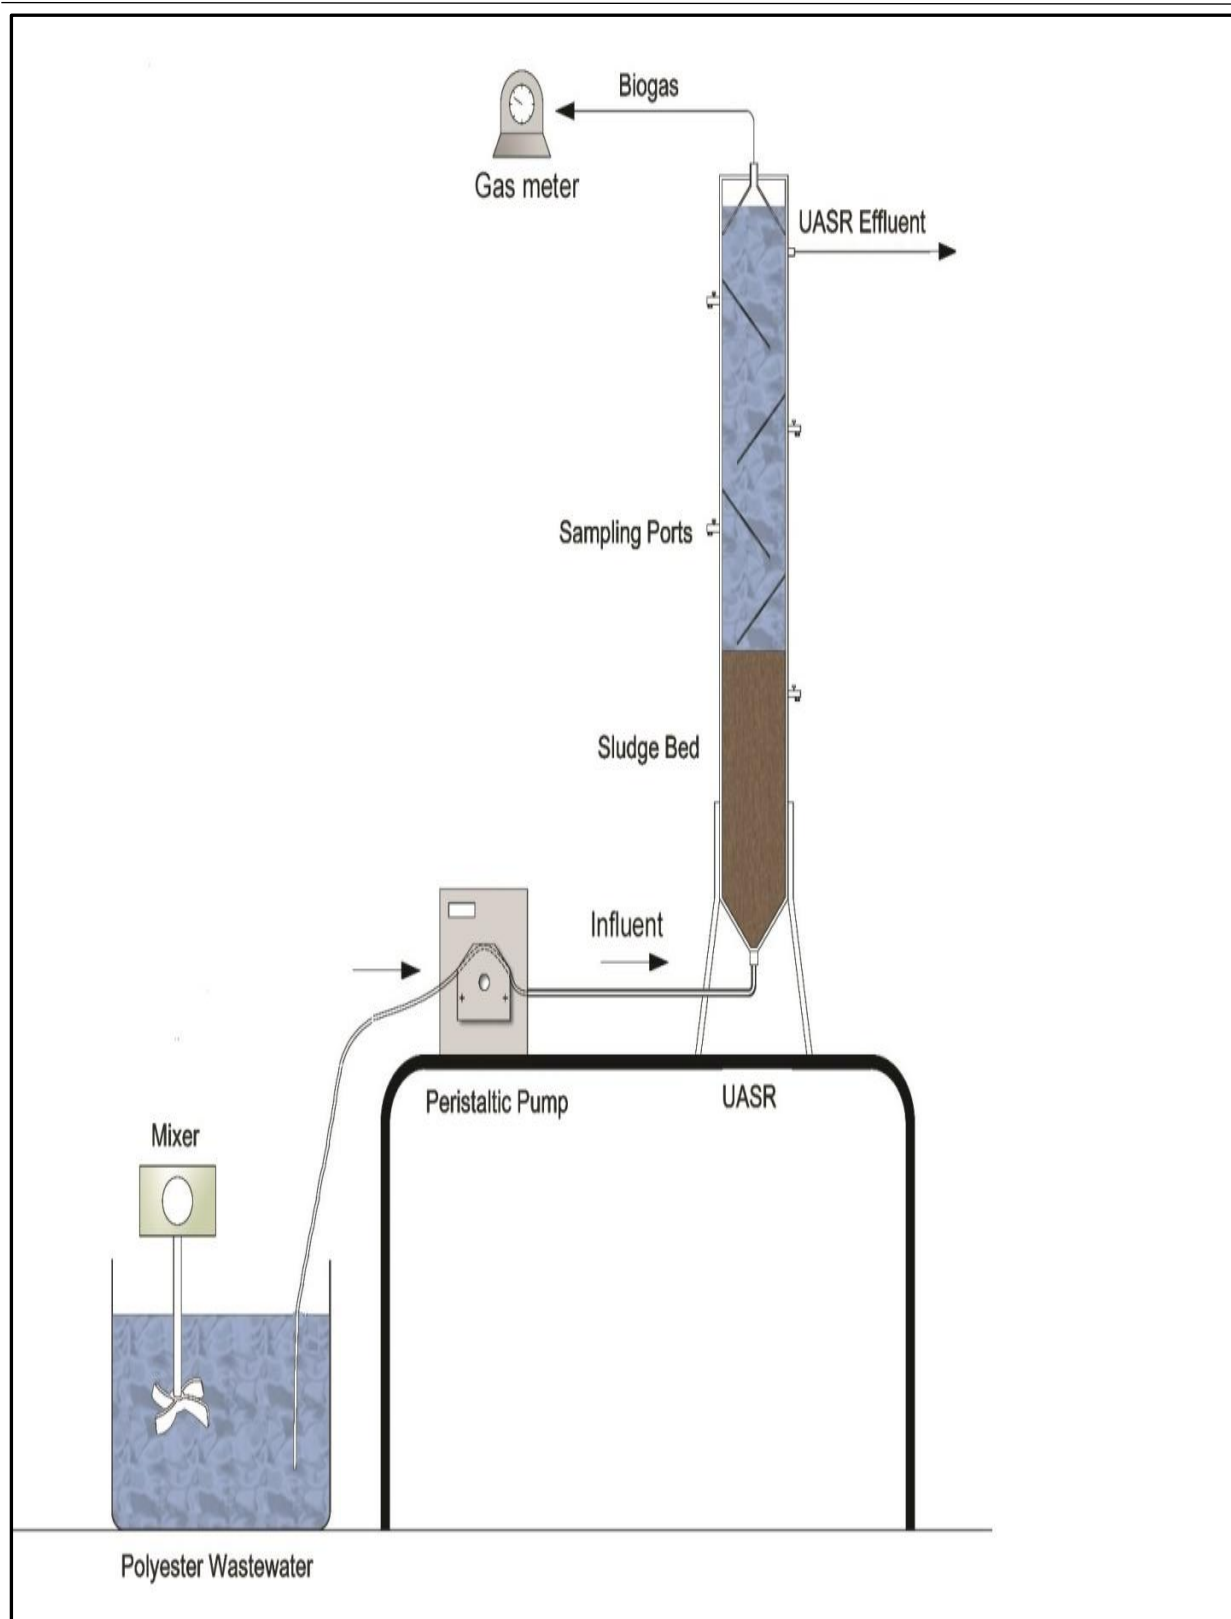 Biogas
Gas meter
UASR Effluent
Sampling Ports
Sludge Bed
Influent
Peristaltic Pump
UASR
Mixer
Polyester Wastewater